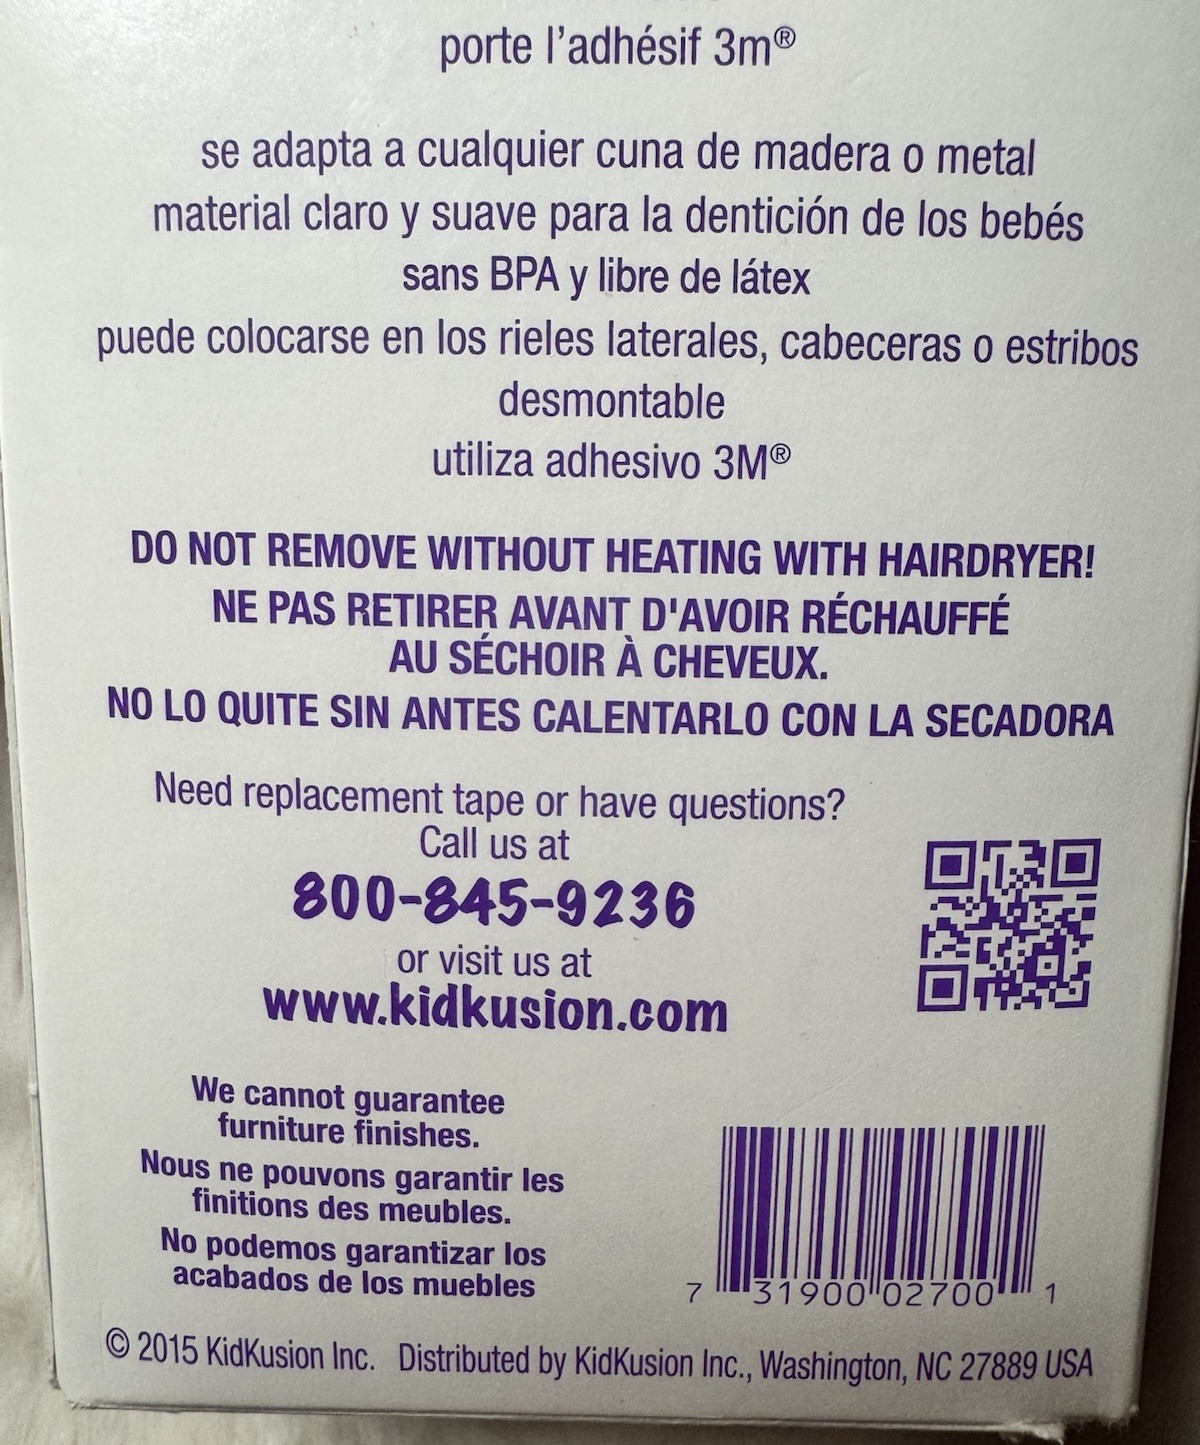 porte l'adhésif 3m®
se adapta a cualquier cuna de madera o metal
material claro y suave para la dentición de los bebés
sans BPA y libre de látex
puede colocarse en los rieles laterales, cabeceras o estribos
desmontable
utiliza adhesivo 3M®
DO NOT REMOVE WITHOUT HEATING WITH HAIRDRYER!
NE PAS RETIRER AVANT D'AVOIR RÉCHAUFFÉ
AU SÉCHOIR À CHEVEUX.
NO LO QUITE SIN ANTES CALENTARLO CON LA SECADORA
Need replacement tape or have questions?
Call us at
800-845-9236
or visit us at
www.kidkusion.com
We cannot guarantee
furniture finishes.
Nous ne pouvons garantir les
finitions des meubles.
No podemos garantizar los
acabados de los muebles
7 31900 02700 1
© 2015 KidKusion Inc. Distributed by KidKusion Inc., Washington, NC 27889 USA